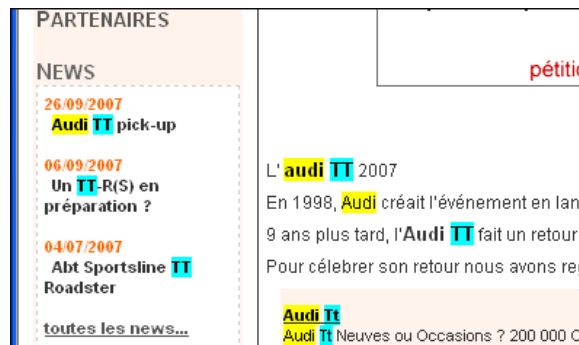 PARTENAIRES
NEWS
26/09/2007
Audi TT pick-up
06/09/2007
Un TT-R(S) en
préparation ?
04/07/2007
Abt Sportsline TT
Roadster
toutes les news...
L' audi TT 2007
En 1998, Audi créait l'événement en
9 ans plus tard, l'Audi TT fait un retour
Pour célébrer son retour nous avons
Audi Tt
Audi Tt Neuves ou Occasions ? 200 000